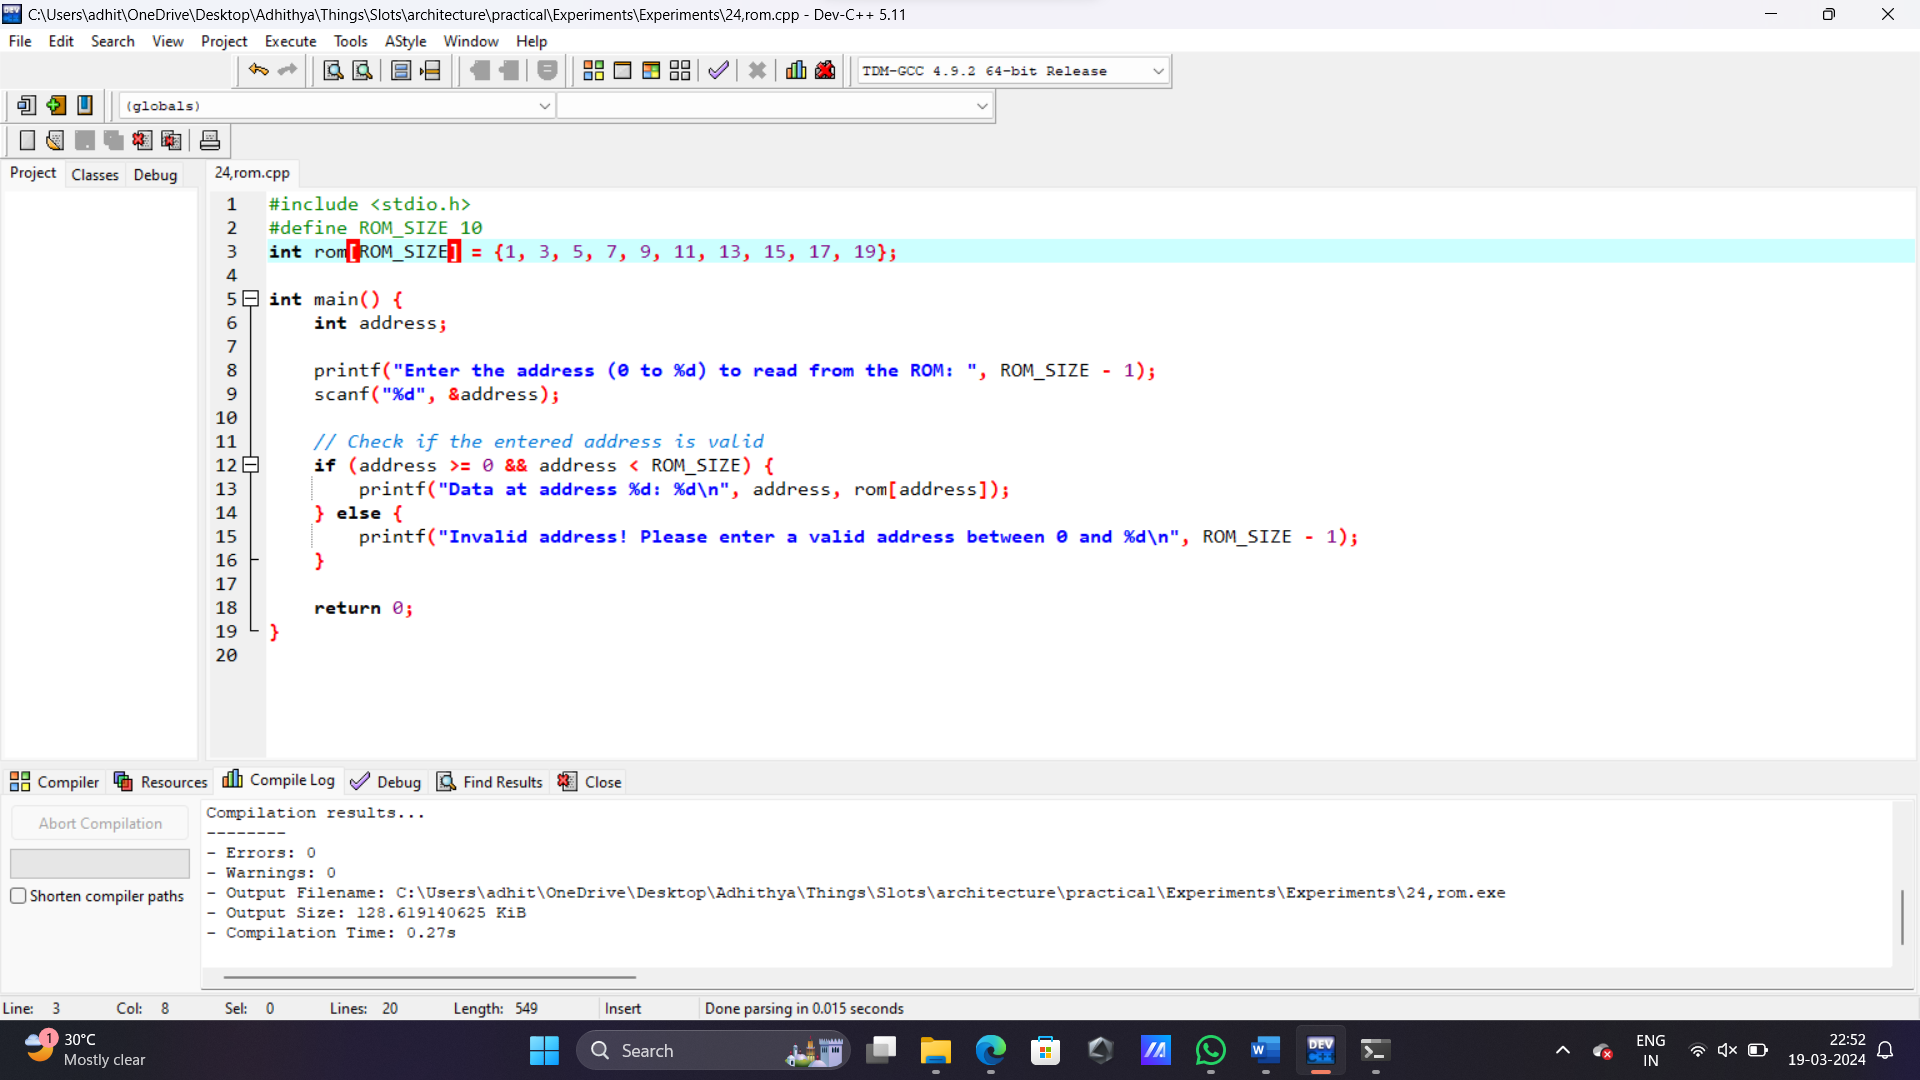 C:\Users\adhit\OneDrive\Desktop\Adhithya\Things\Slots\architecture\practical\Experiments\Experiments\24,rom.cpp - Dev-C++ 5.11
File Edit Search View Project Execute Tools AStyle Window Help
TDM-GCC 4.9.2 64-bit Release
(globals)
Project Classes Debug 24,rom.cpp
1 #include <stdio.h>
2 #define ROM_SIZE 10
3 int rom[ROM_SIZE] = {1, 3, 5, 7, 9, 11, 13, 15, 17, 19};
4
5 int main() {
6 int address;
7
8 printf("Enter the address (0 to %d) to read from the ROM: ", ROM_SIZE - 1);
9 scanf("%d", &address);
10
11 // Check if the entered address is valid
12 if (address >= 0 && address < ROM_SIZE) {
13 printf("Data at address %d: %d\n", address, rom[address]);
14 } else {
15 printf("Invalid address! Please enter a valid address between 0 and %d\n", ROM_SIZE - 1);
16 }
17
18 return 0;
19 }
20
Compiler Resources Compile Log Debug Find Results Close
Abort Compilation
Shorten compiler paths
Compilation results...
--------
- Errors: 0
- Warnings: 0
- Output Filename: C:\Users\adhit\OneDrive\Desktop\Adhithya\Things\Slots\architecture\practical\Experiments\Experiments\24,rom.exe
- Output Size: 128.619140625 KiB
- Compilation Time: 0.27s
Line: 3 Col: 8 Sel: 0 Lines: 20 Length: 549 Insert Done parsing in 0.015 seconds
1 30°C
Mostly clear
Search
DEV
ENG
IN
22:52
19-03-2024